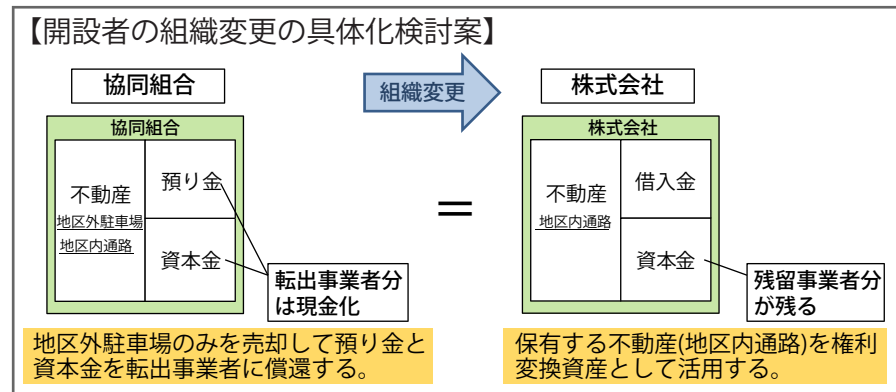 【開設者の組織変更の具体化検討案】
協同組合
組織変更
株式会社
協同組合
不動産
地区外駐車場
地区内通路
預り金
資本金
転出事業者分
は現金化
＝
株式会社
不動産
地区内通路
借入金
資本金
残留事業者分
が残る
地区外駐車場のみを売却して預り金と
資本金を転出事業者に償還する。
保有する不動産(地区内通路)を権利
変換資産として活用する。